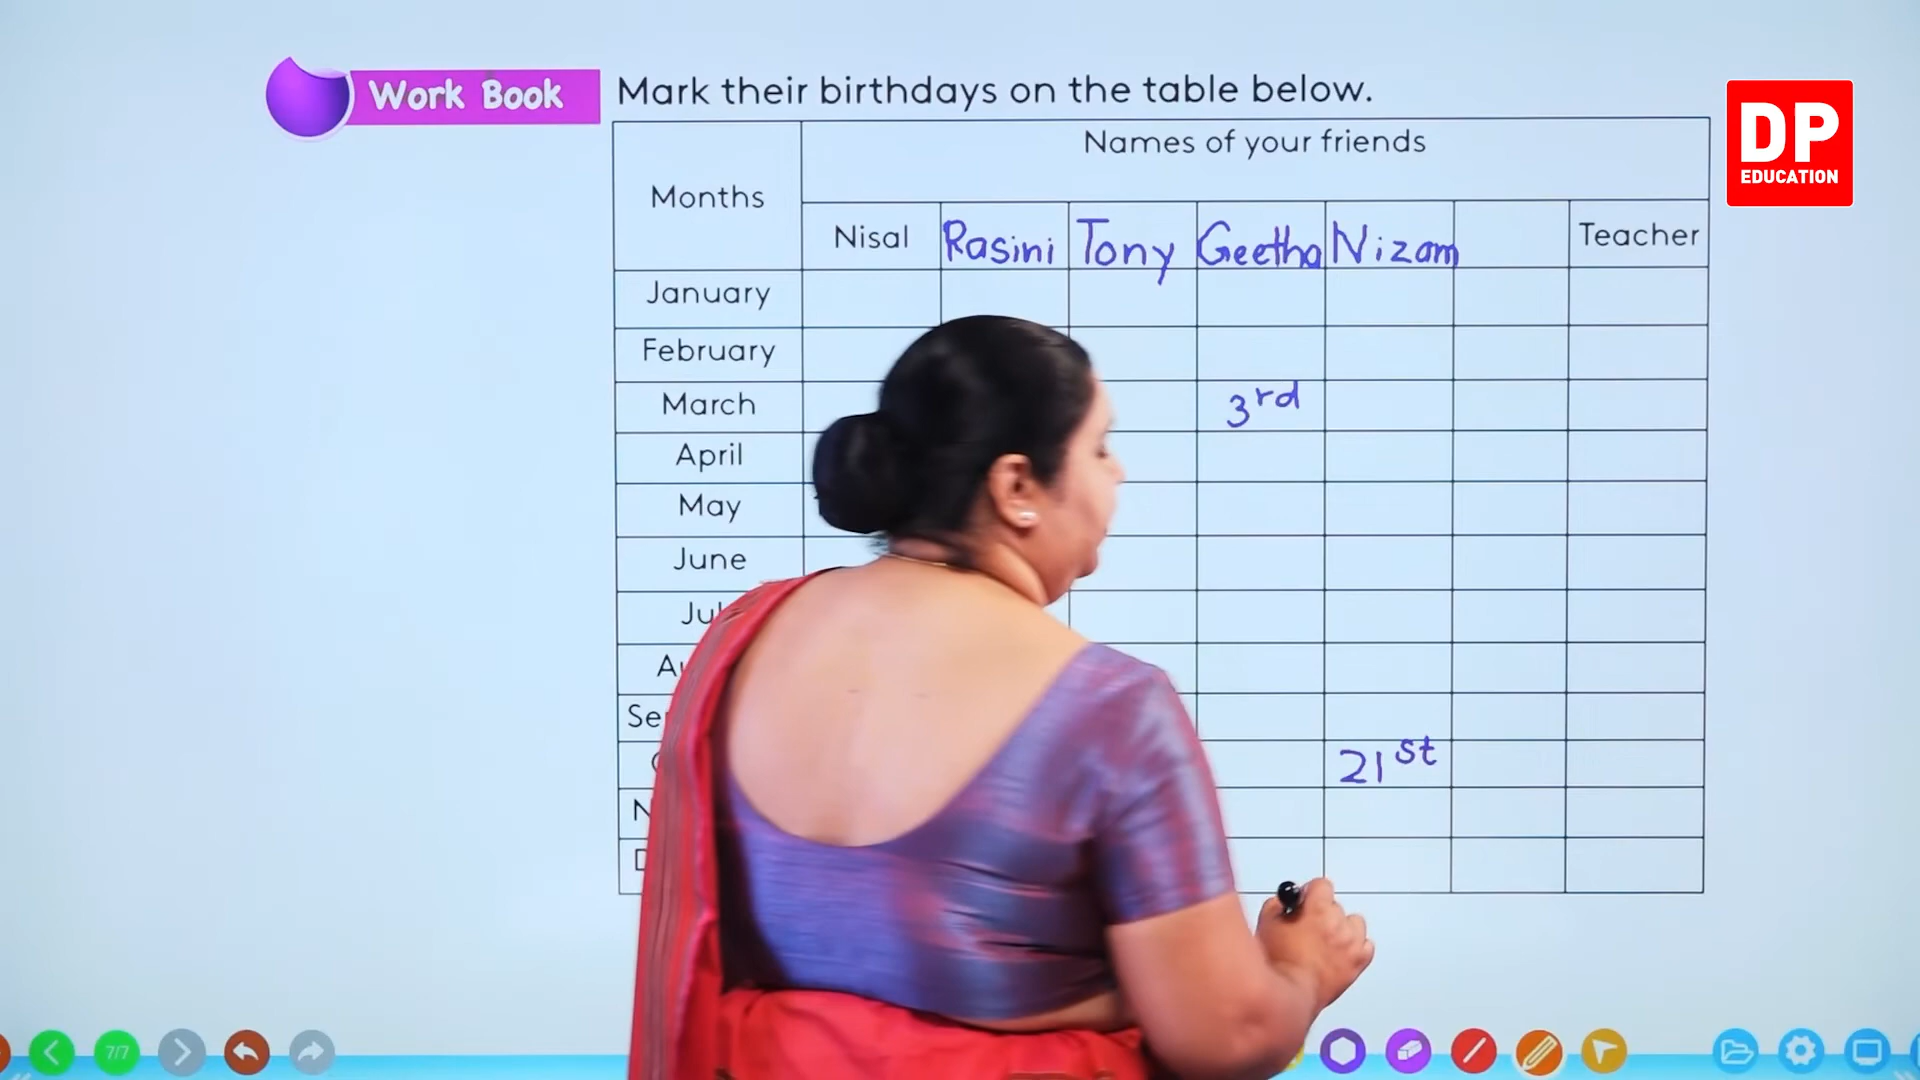 Work Book
Mark their birthdays on the table below.
DP
EDUCATION
Names of your friends
Months
Nisal Rasini Tony Geetha Nizam Teacher
January
February
March 3rd
April
May
June
21st
7/7